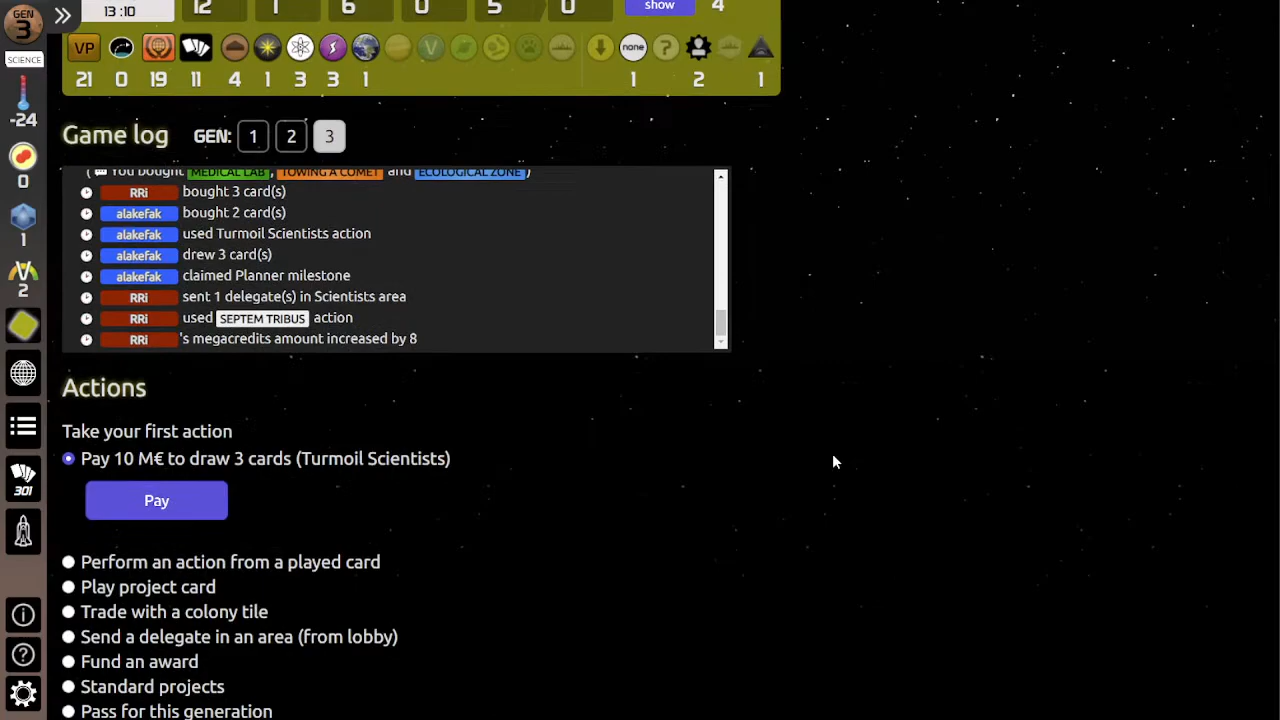 GEN
3
SCIENCE
-24
0
1
2
301
13:10
12 1 6 0 5 0
show
4
VP
none
?
21 0 19 11 4 1 3 3 1 1 2 1
Game log GEN: 1 2 3
( You bought MEDICAL LAB, TOWING A COMET and ECOLOGICAL ZONE )
RRi bought 3 card(s)
alakefak bought 2 card(s)
alakefak used Turmoil Scientists action
alakefak drew 3 card(s)
alakefak claimed Planner milestone
RRi sent 1 delegate(s) in Scientists area
RRi used SEPTEM TRIBUS action
RRi 's megacredits amount increased by 8
Actions
Take your first action
Pay 10 M€ to draw 3 cards (Turmoil Scientists)
Pay
Perform an action from a played card
Play project card
Trade with a colony tile
Send a delegate in an area (from lobby)
Fund an award
Standard projects
Pass for this generation